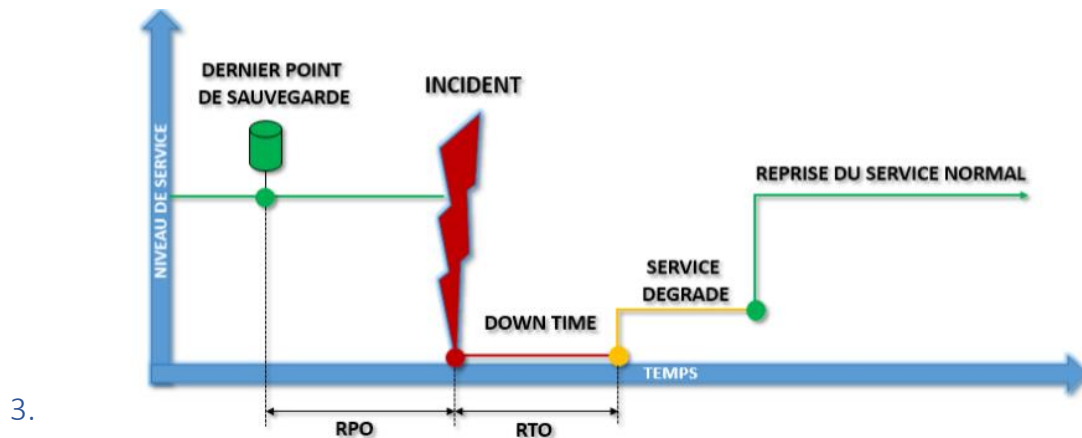 DERNIER POINT
DE SAUVEGARDE
INCIDENT
NIVEAU DE SERVICE
REPRISE DU SERVICE NORMAL
SERVICE
DEGRADE
DOWN TIME
TEMPS
3.
RPO
RTO